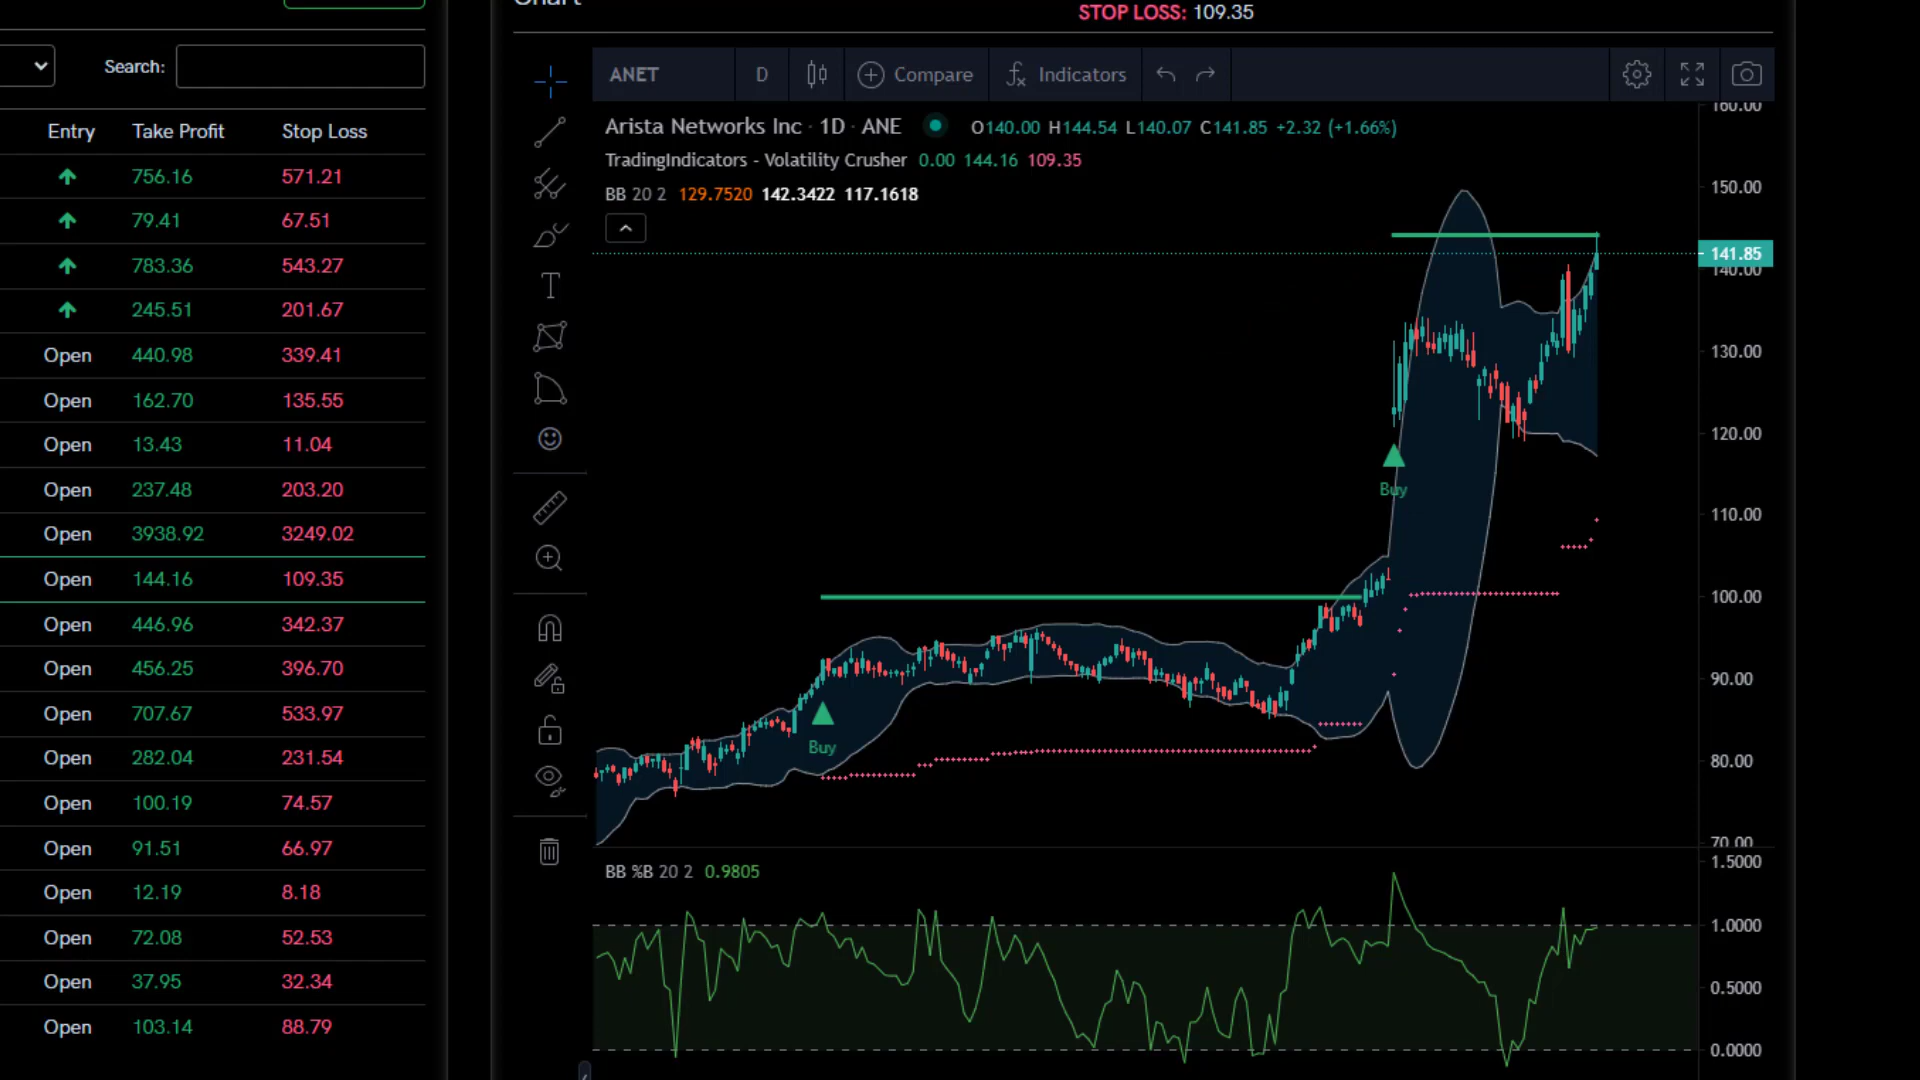 Chart
STOP LOSS: 109.35
Search:
ANET
D
Compare
Indicators
Entry Take Profit Stop Loss
756.16 571.21
79.41 67.51
783.36 543.27
245.51 201.67
Open 440.98 339.41
Open 162.70 135.55
Open 13.43 11.04
Open 237.48 203.20
Open 3938.92 3249.02
Open 144.16 109.35
Open 446.96 342.37
Open 456.25 396.70
Open 707.67 533.97
Open 282.04 231.54
Open 100.19 74.57
Open 91.51 66.97
Open 12.19 8.18
Open 72.08 52.53
Open 37.95 32.34
Open 103.14 88.79
Arista Networks Inc · 1D · ANE O140.00 H144.54 L140.07 C141.85 +2.32 (+1.66%)
TradingIndicators - Volatility Crusher 0.00 144.16 109.35
BB 20 2 129.7520 142.3422 117.1618
T
Buy
Buy
160.00
150.00
141.85
140.00
130.00
120.00
110.00
100.00
90.00
80.00
70.00
BB %B 20 2 0.9805
1.5000
1.0000
0.5000
0.0000